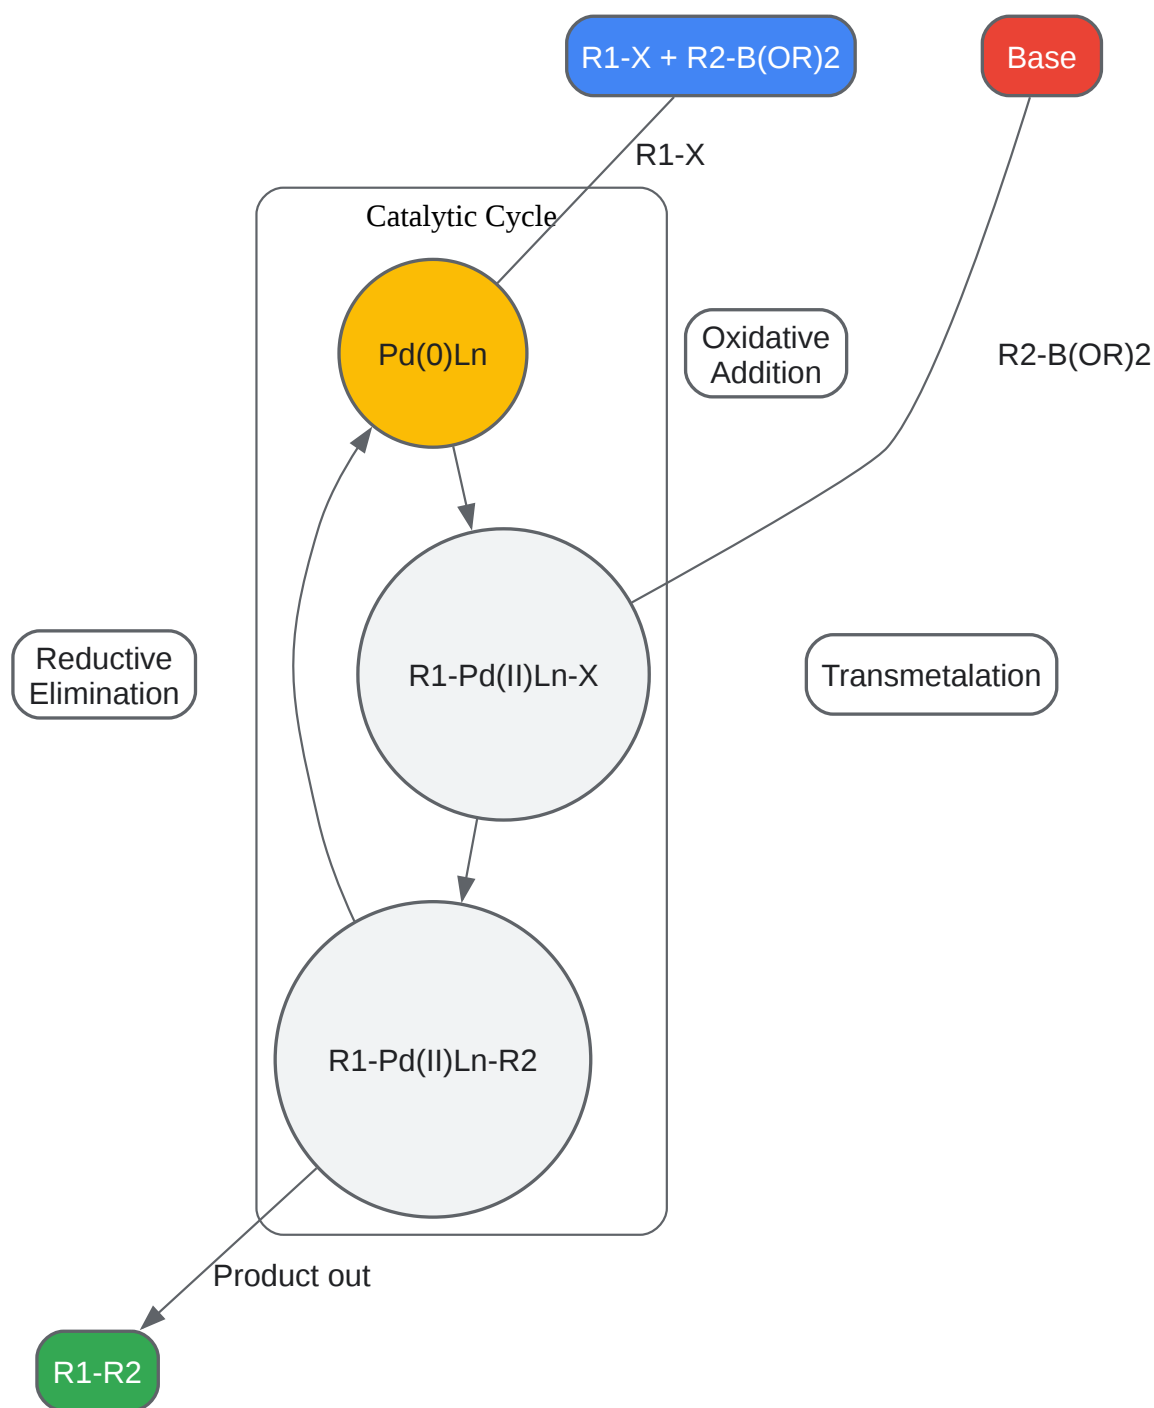 R1-X + R2-B(OR)2
Base
R1-X
Catalytic Cycle
Pd(0)Ln
Oxidative
Addition
R2-B(OR)2
Reductive
Elimination
R1-Pd(II)Ln-X
Transmetalation
R1-Pd(II)Ln-R2
Product out
R1-R2